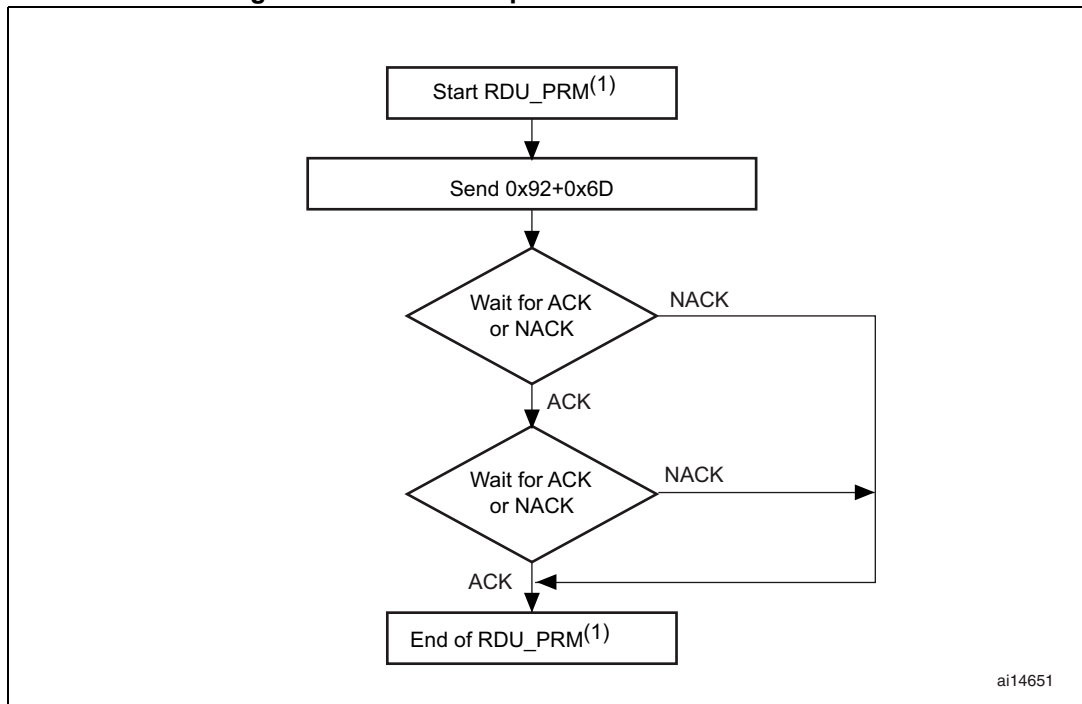 Start RDU_PRM(1)
Send 0x92+0x6D
Wait for ACK
or NACK
NACK
ACK
Wait for ACK
or NACK
NACK
ACK
End of RDU_PRM(1)
ai14651